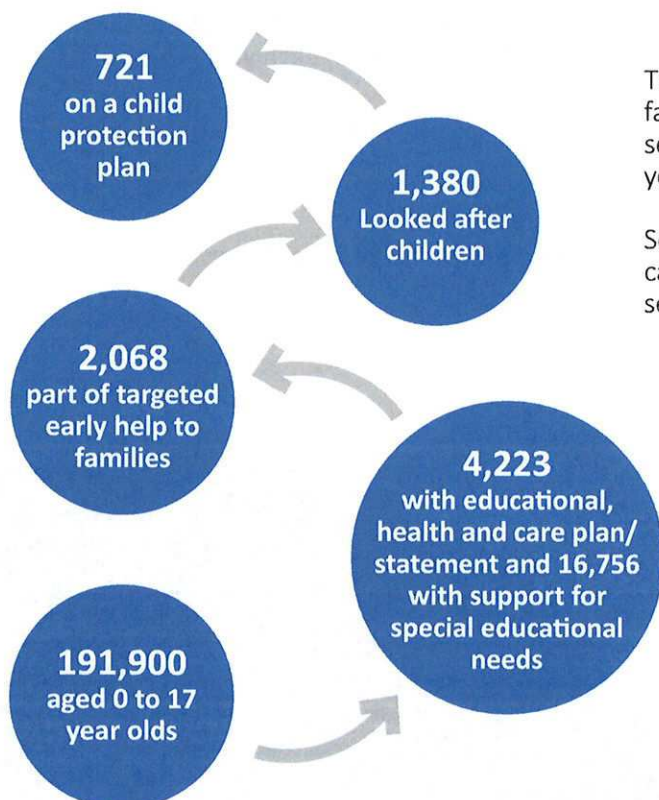 721
on a child
protection
plan
1,380
Looked after
children
2,068
part of targeted
early help to
families
4,223
with educational,
health and care plan/
statement and 16,756
with support for
special educational
needs
191,900
aged 0 to 17
year olds